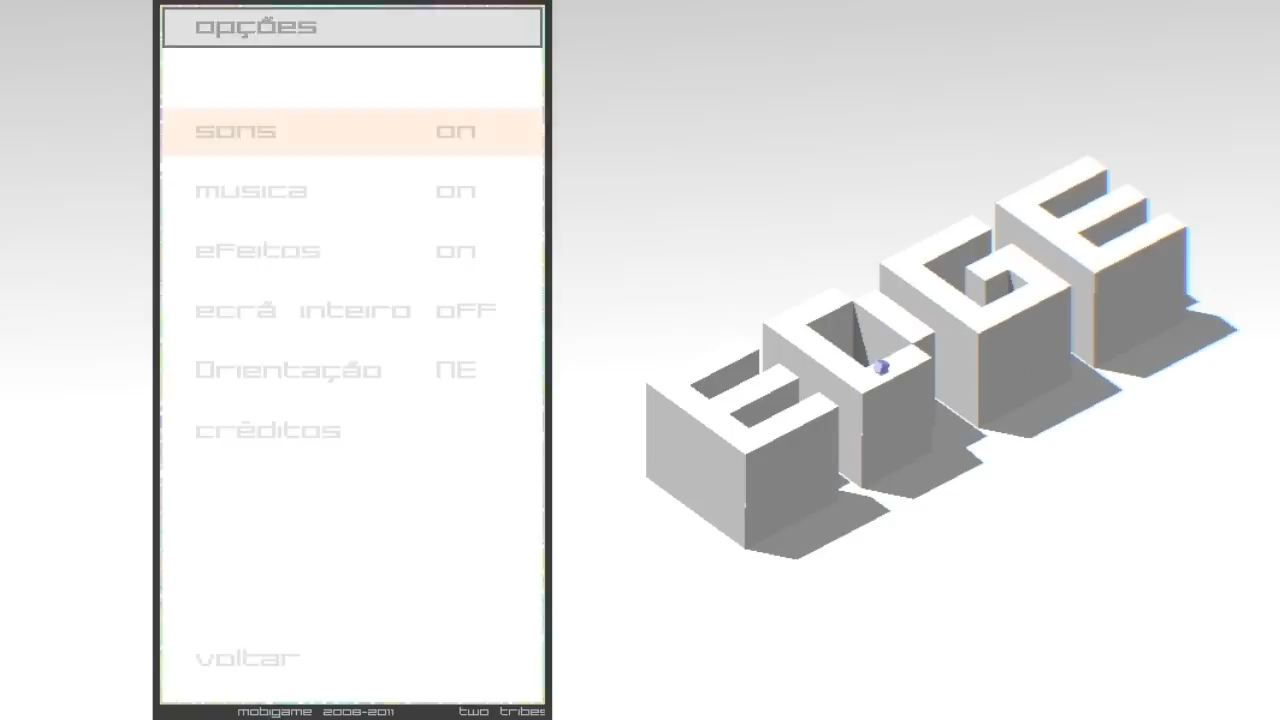 opções
sons on
musica on
efeitos on
ecrã inteiro off
Orientação NE
créditos
voltar
mobigame 2008-2011 two tribes
EDGE